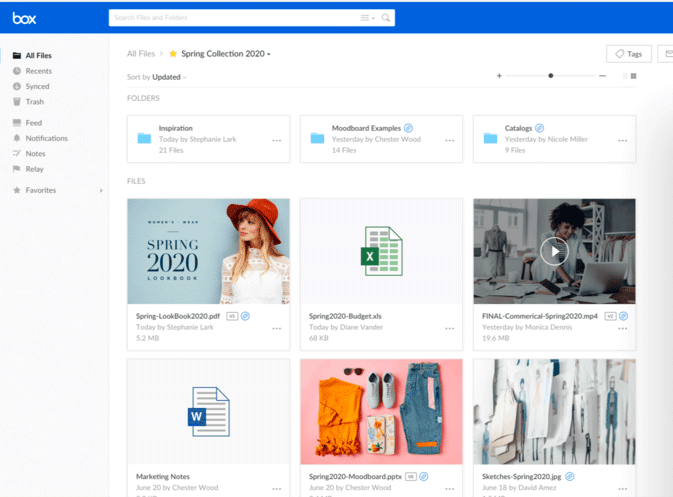 box
Search Files and Folders
All Files
Recents
Synced
Trash
Feed
Notifications
Notes
Relay
Favorites
All Files > Spring Collection 2020
Tags
Sort by Updated
FOLDERS
Inspiration
Today by Stephanie Lark
21 Files
Moodboard Examples
Yesterday by Chester Wood
14 Files
Catalogs
Yesterday by Nicole Miller
9 Files
FILES
WOMEN'S · WEAR
SPRING
2020
LOOKBOOK
Spring-LookBook2020.pdf V2
Today by Stephanie Lark
5.2 MB
X
Spring2020-Budget.xls
Today by Diane Vander
68 KB
FINAL-Commerical-Spring2020.mp4 V2
Yesterday by Monica Dennis
19.6 MB
W
Marketing Notes
June 20 by Chester Wood
Spring2020-Moodboard.pptx
June 20 by Chester Wood
Sketches-Spring2020.jpg
June 18 by David Amez